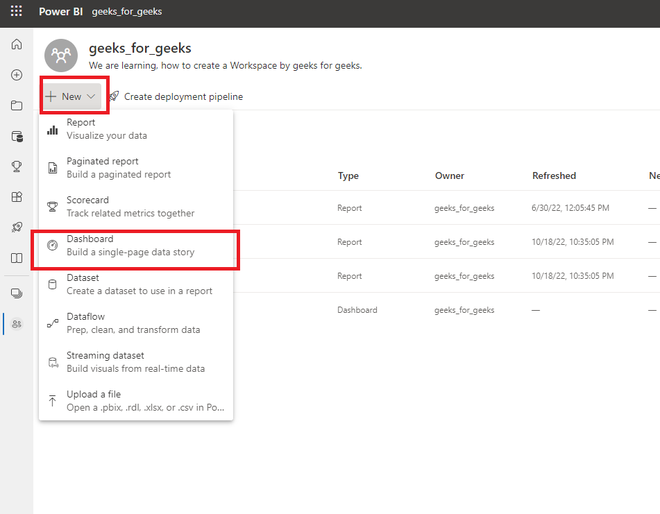 Power BI geeks_for_geeks
geeks_for_geeks
We are learning, how to create a Workspace by geeks for geeks.
New
Create deployment pipeline
Report
Visualize your data
Paginated report
Build a paginated report
Scorecard
Track related metrics together
Dashboard
Build a single-page data story
Dataset
Create a dataset to use in a report
Dataflow
Prep, clean, and transform data
Streaming dataset
Build visuals from real-time data
Upload a file
Open a .pbix, .rdl, .xlsx, or .csv in Po...
Type Owner Refreshed Ne
Report geeks_for_geeks 6/30/22, 12:05:45 PM —
Report geeks_for_geeks 10/18/22, 10:35:05 PM —
Report geeks_for_geeks 10/18/22, 10:35:05 PM —
Dashboard geeks_for_geeks — —